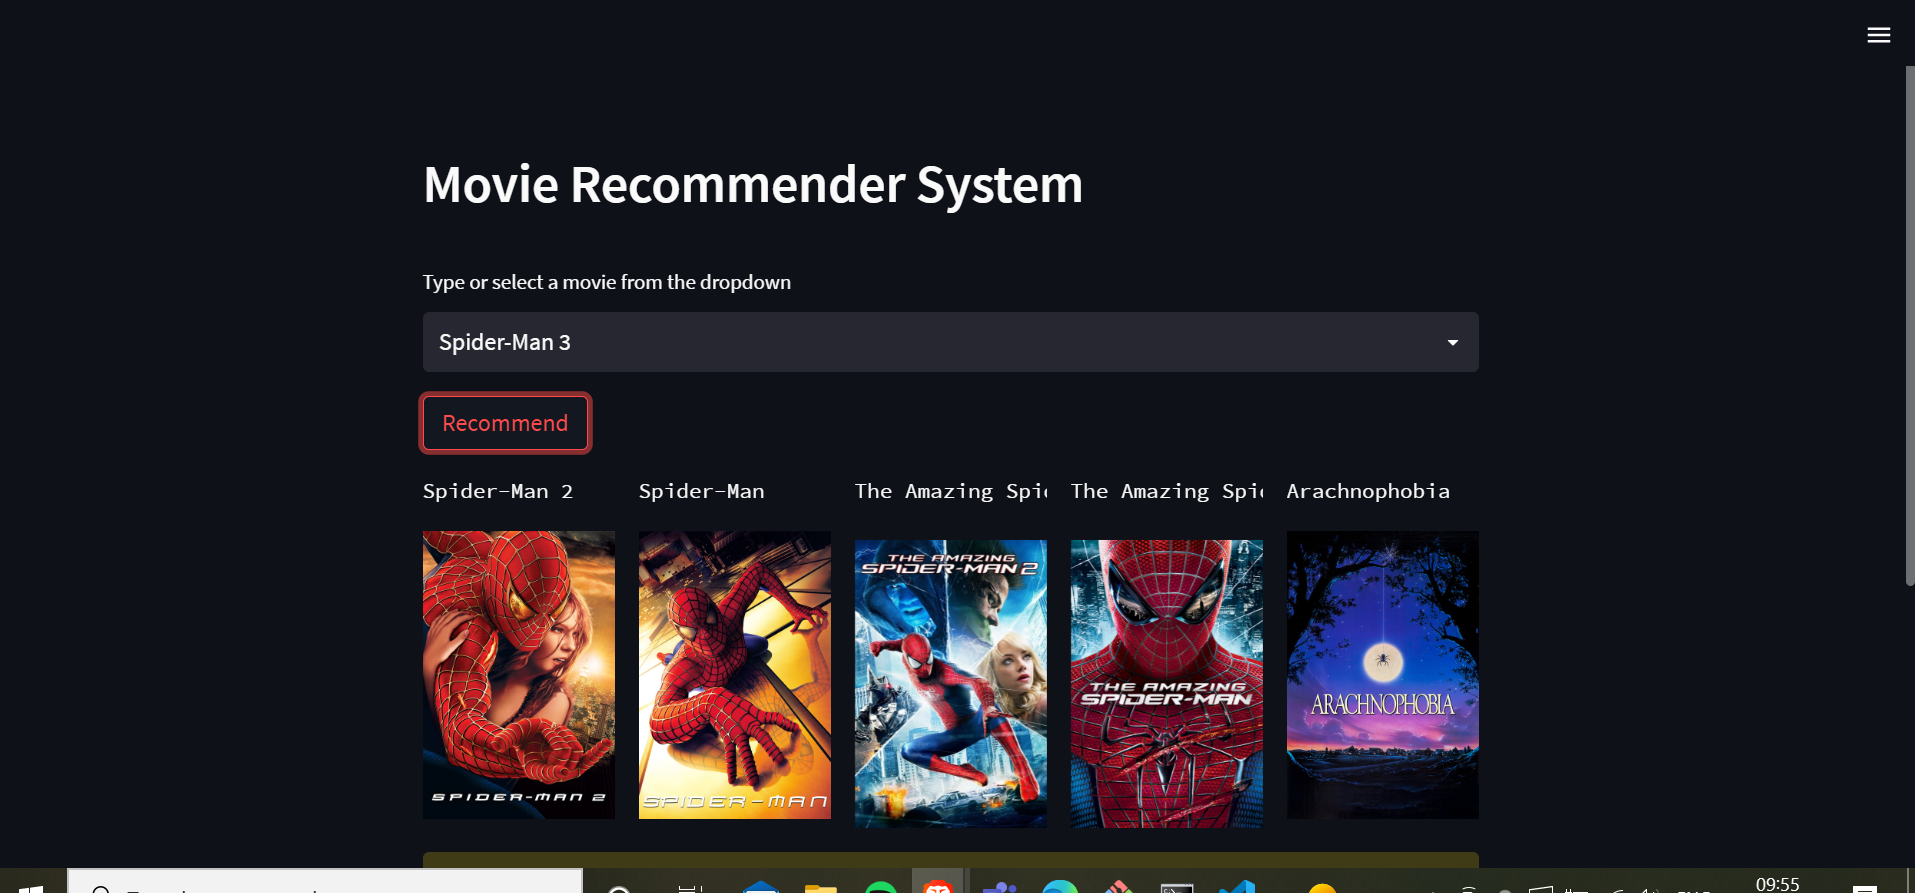 Movie Recommender System
Type or select a movie from the dropdown
Spider-Man 3
Recommend
Spider-Man 2
Spider-Man
The Amazing
The Amazing
Arachnophobia
SPIDER-MAN 2
SPIDER-MAN
THE AMAZING
SPIDER-MAN 2
THE AMAZING
SPIDER-MAN
ARACHNOPHOBIA
09:55